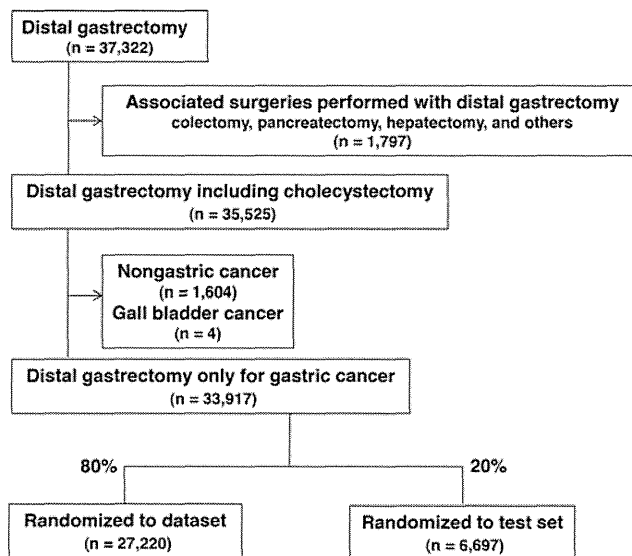 Distal gastrectomy
(n = 37,322)
Associated surgeries performed with distal gastrectomy
colectomy, pancreatectomy, hepatectomy, and others
(n = 1,797)
Distal gastrectomy including cholecystectomy
(n = 35,525)
Nongastric cancer
(n = 1,604)
Gall bladder cancer
(n = 4)
Distal gastrectomy only for gastric cancer
(n = 33,917)
80%
20%
Randomized to dataset
(n = 27,220)
Randomized to test set
(n = 6,697)